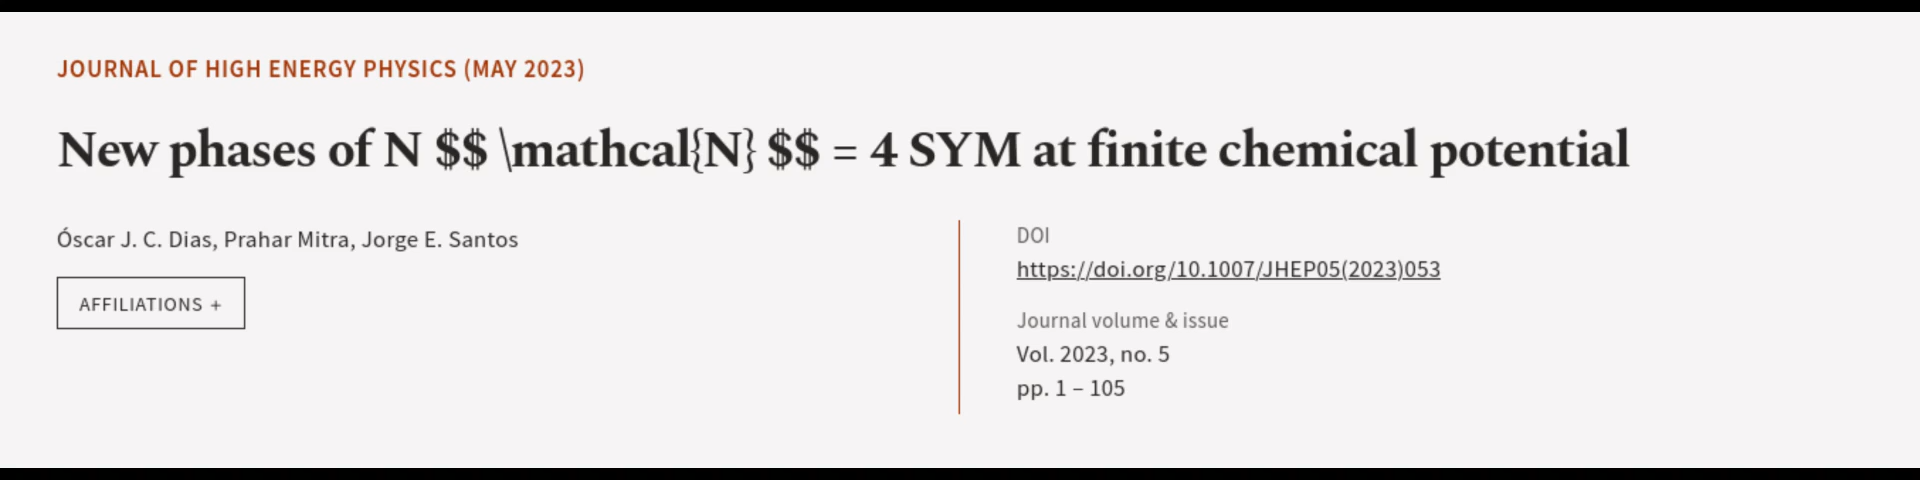 JOURNAL OF HIGH ENERGY PHYSICS (MAY 2023)
New phases of N $$ \mathcal{N} $$ = 4 SYM at finite chemical potential
Óscar J. C. Dias, Prahar Mitra, Jorge E. Santos
AFFILIATIONS +
DOI
https://doi.org/10.1007/JHEP05(2023)053
Journal volume & issue
Vol. 2023, no. 5
pp. 1 – 105